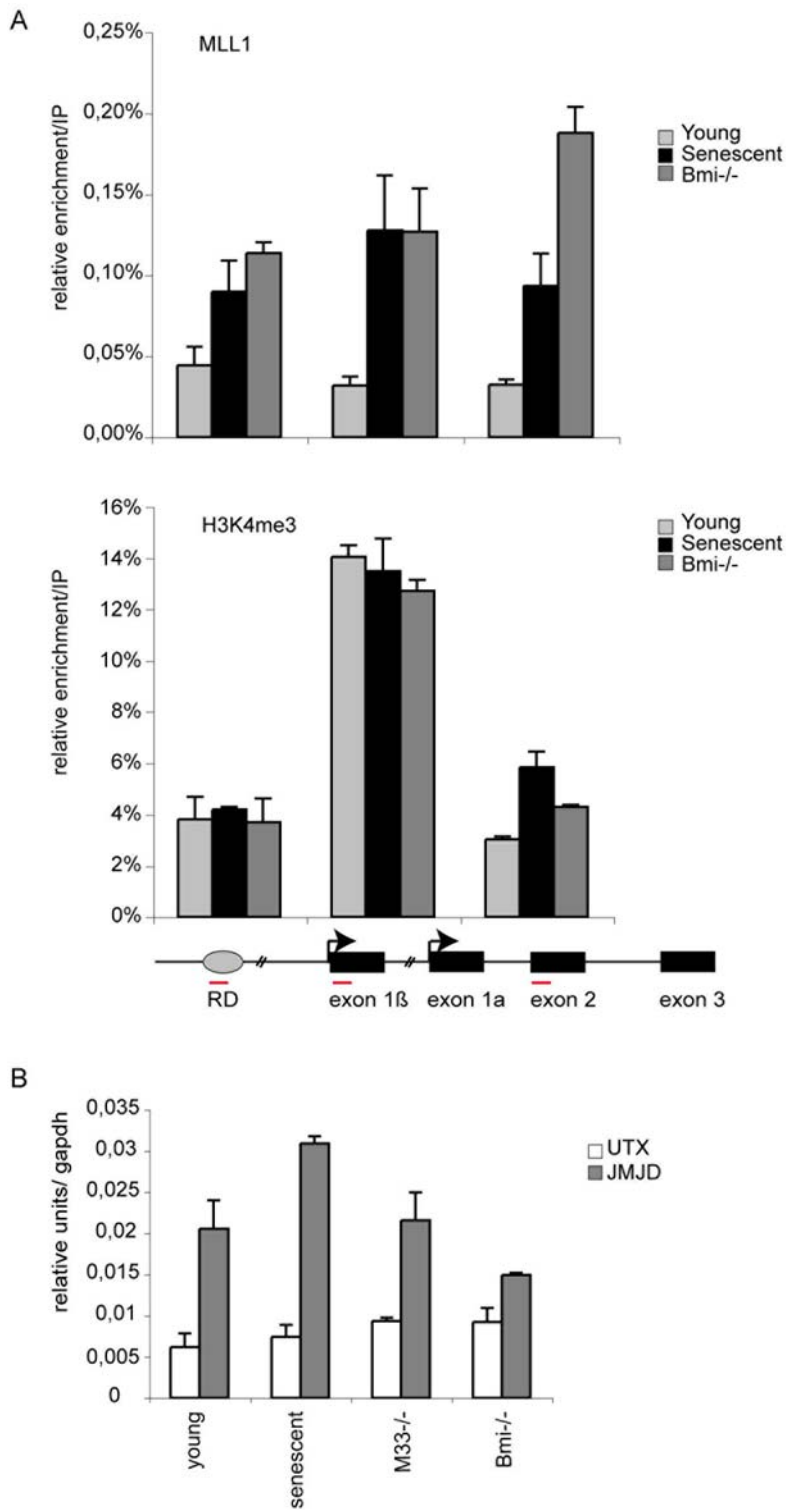 A
MLL1
relative enrichment/IP
0,25%
0,20%
0,15%
0,10%
0,05%
0,00%
Young
Senescent
Bmi-/-
H3K4me3
relative enrichment/IP
16%
14%
12%
10%
8%
6%
4%
2%
0%
Young
Senescent
Bmi-/-
RD
exon 1ß
exon 1a
exon 2
exon 3
B
relative units/ gapdh
0,035
0,03
0,025
0,02
0,015
0,01
0,005
0
UTX
JMJD
young
senescent
M33-/-
Bmi-/-